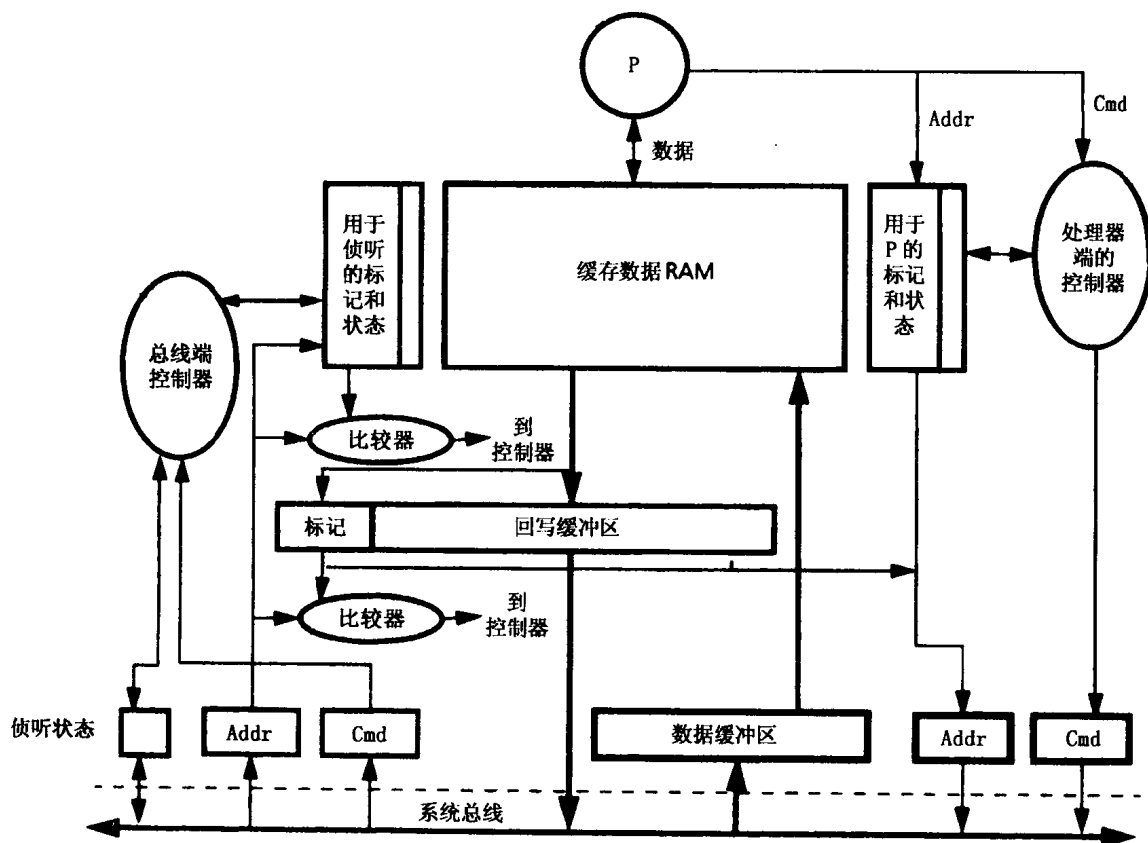 P
Cmd
Addr
数据
用于
侦听
的标
记和
状态
缓存数据RAM
用于
P的
标记
和状
态
处理器
端的
控制器
总线端
控制器
比较器
到
控制器
标记
回写缓冲区
比较器
到
控制器
侦听状态
Addr
Cmd
数据缓冲区
Addr
Cmd
系统总线